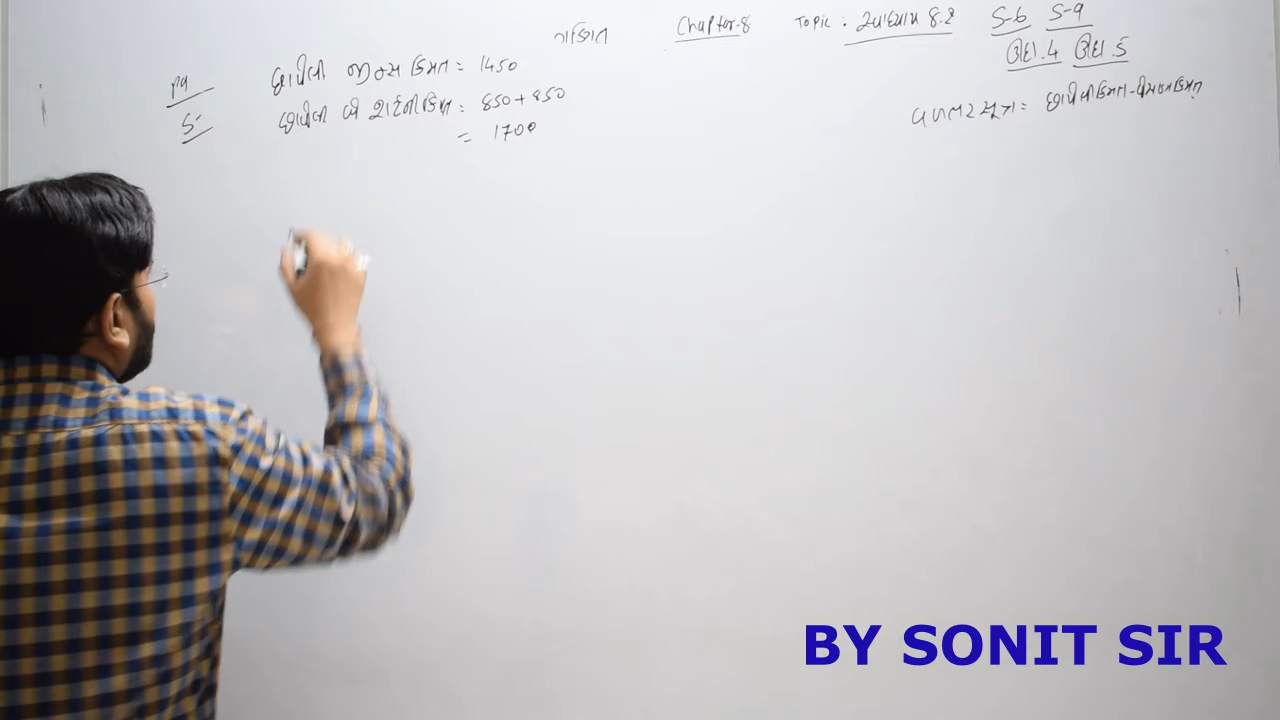 ગણિત Chapter-8 Topic : સ્વાધ્યાય 8.2 S-6 S-9
ઉદા.4 ઉદા.5
છાપેલી જીન્સ કિંમત = 1450
S-
છાપેલી બે શર્ટની કિંમત = 850 + 850
= 1700
વળતર = છાપેલી કિંમત - વેચાણ કિંમત
BY SONIT SIR